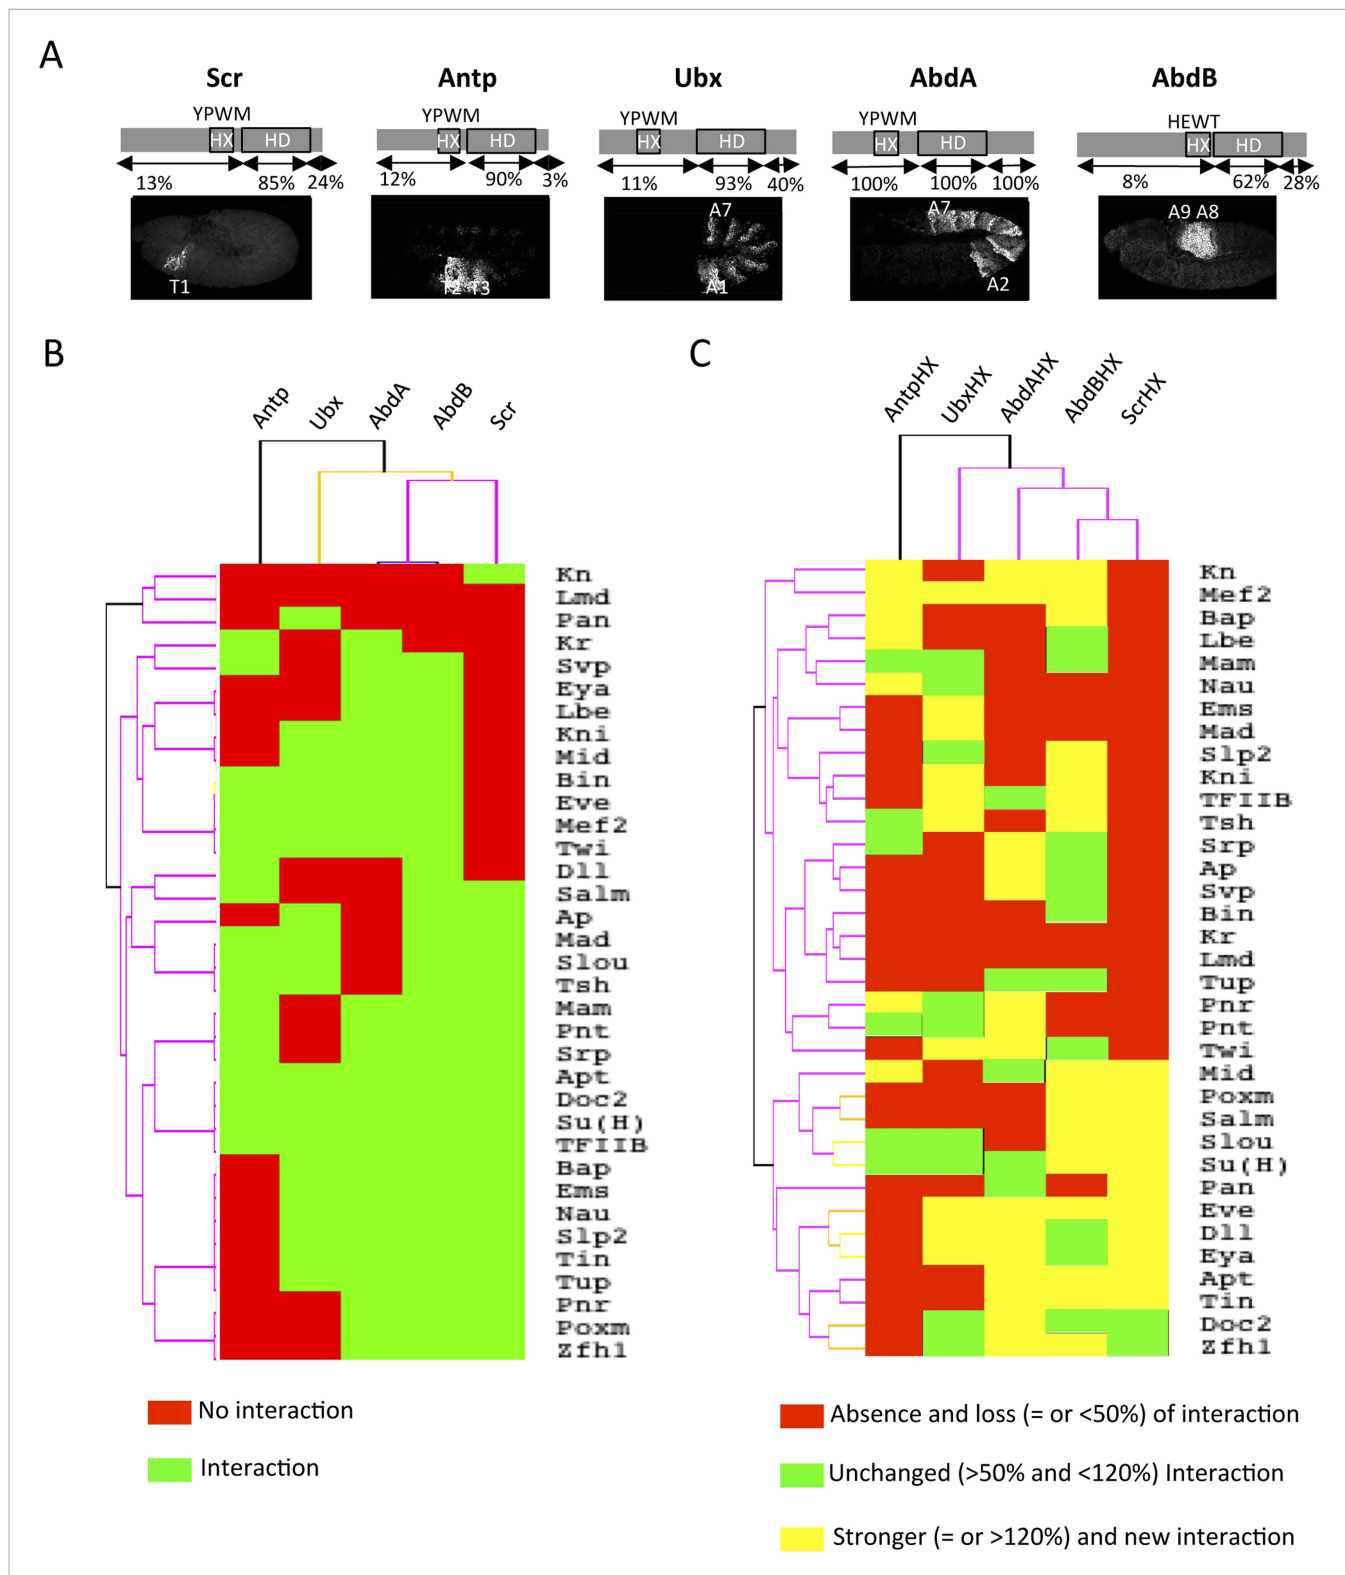 A
Scr Antp Ubx AbdA AbdB
YPWM YPWM YPWM YPWM HEWT
HX HD HX HD HX HD HX HD HX HD
13% 85% 24% 12% 90% 3% 11% 93% 40% 100% 100% 100% 8% 62% 28%
T1 T2 T3 A7 A1 A7 A2 A9 A8
B
Antp Ubx AbdA AbdB Scr
Kn
Lmd
Pan
Kr
Svp
Eya
Lbe
Kni
Mid
Bin
Eve
Mef2
Twi
Dll
Salm
Ap
Mad
Slou
Tsh
Mam
Pnt
Srp
Apt
Doc2
Su(H)
TFIIB
Bap
Ems
Nau
Slp2
Tin
Tup
Pnr
Poxm
Zfh1
No interaction
Interaction
C
AntpHX UbxHX AbdAHX AbdBHX ScrHX
Kn
Mef2
Bap
Lbe
Mam
Nau
Ems
Mad
Slp2
Kni
TFIIB
Tsh
Srp
Ap
Svp
Bin
Kr
Lmd
Tup
Pnr
Pnt
Twi
Mid
Poxm
Salm
Slou
Su(H)
Pan
Eve
Dll
Eya
Apt
Tin
Doc2
Zfh1
Absence and loss (= or <50%) of interaction
Unchanged (>50% and <120%) Interaction
Stronger (= or >120%) and new interaction